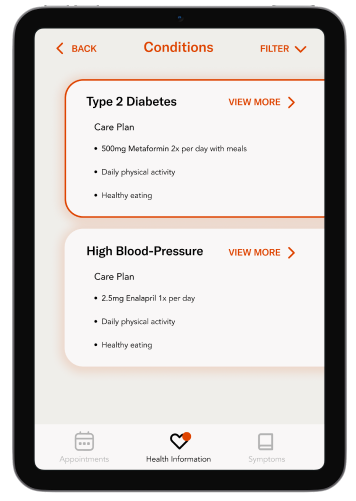 BACK
Conditions
FILTER
Type 2 Diabetes
VIEW MORE
Care Plan
• 500mg Metaformin 2x per day with meals
• Daily physical activity
• Healthy eating
High Blood-Pressure
VIEW MORE
Care Plan
• 2.5mg Enalapril 1x per day
• Daily physical activity
• Healthy eating
Appointments
Health Information
Symptoms